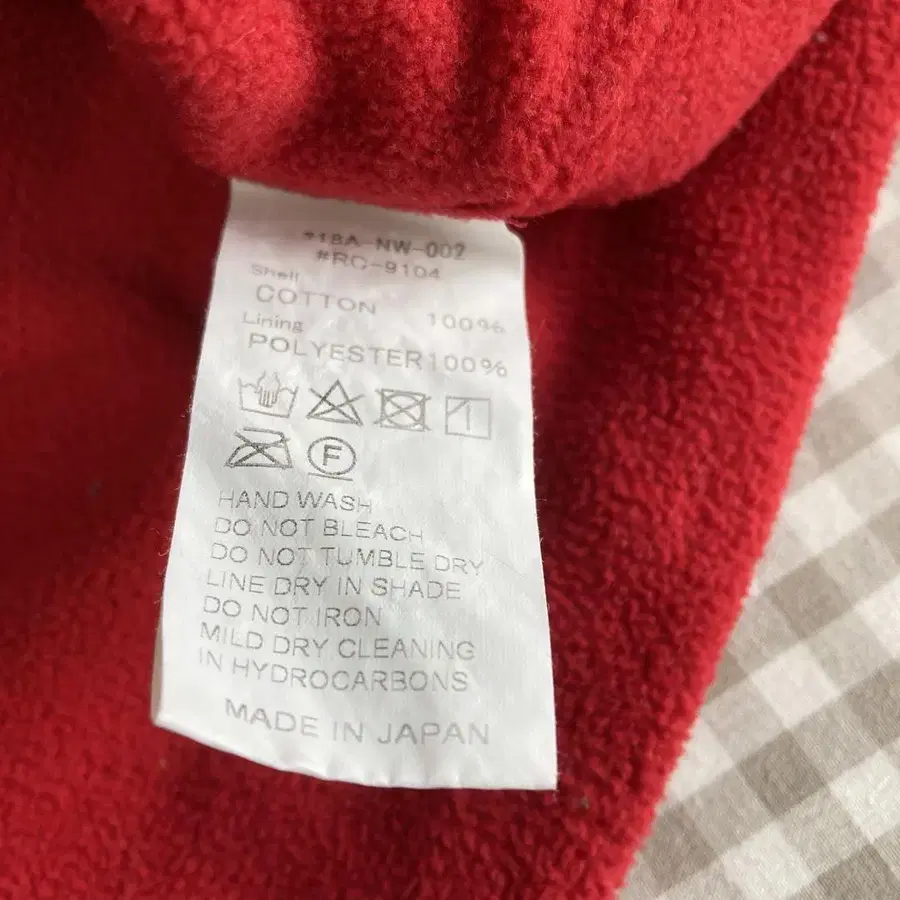 #18A-NW-002
#RC-9104
Shell
COTTON 100%
Lining
POLYESTER100%
F
HAND WASH
DO NOT BLEACH
DO NOT TUMBLE DRY
LINE DRY IN SHADE
DO NOT IRON
MILD DRY CLEANING
IN HYDROCARBONS
MADE IN JAPAN